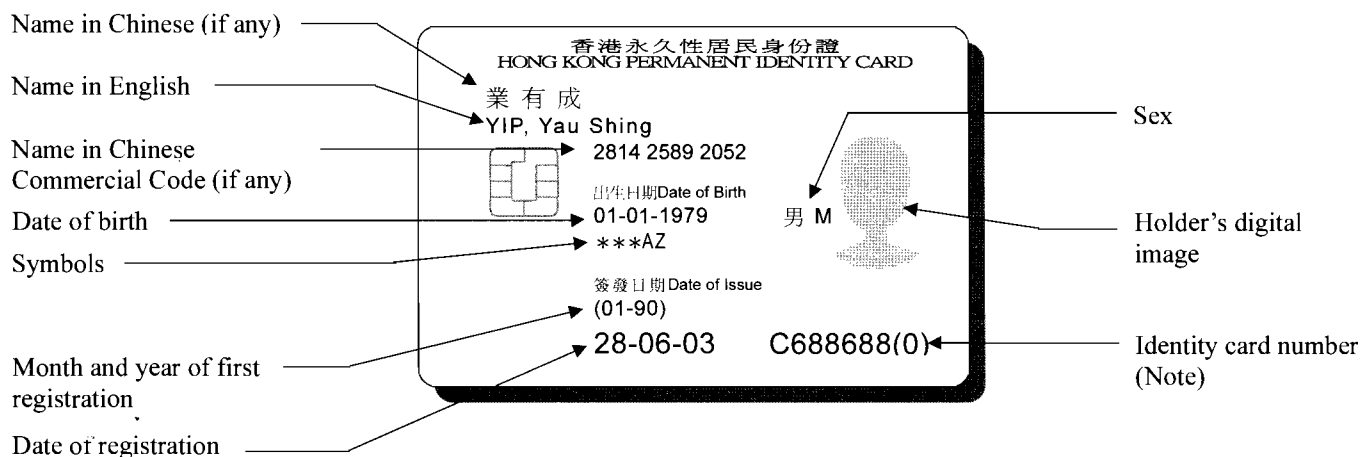 Name in Chinese (if any)
Name in English
Name in Chinese
Commercial Code (if any)
Date of birth
Symbols
Month and year of first
registration
Date of registration
香港永久性居民身份證
HONG KONG PERMANENT IDENTITY CARD
業有成
YIP, Yau Shing
2814 2589 2052
出生日期Date of Birth
01-01-1979
男 M
***AZ
簽發日期Date of Issue
(01-90)
28-06-03 C688688(0)
Sex
Holder's digital
image
Identity card number
(Note)